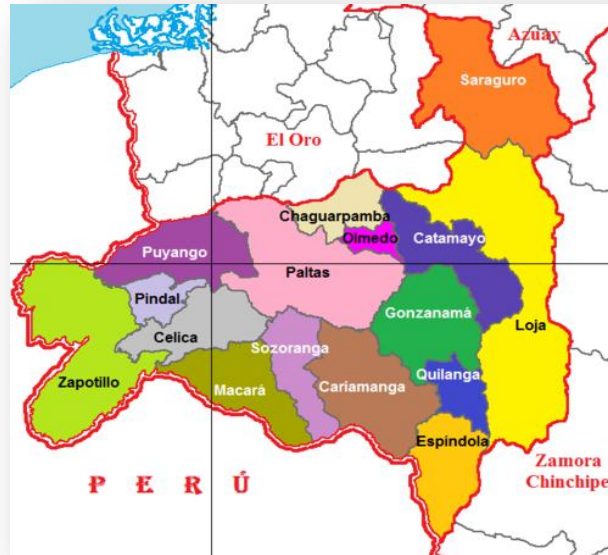 Azuay
Saraguro
El Oro
Chaguarpamba
Olmedo
Catamayo
Puyango
Paltas
Pindal
Gonzanamá
Loja
Celica
Sozoranga
Quilanga
Zapotillo
Macará
Cariamanga
Espíndola
Zamora
Chinchipe
PERÚ